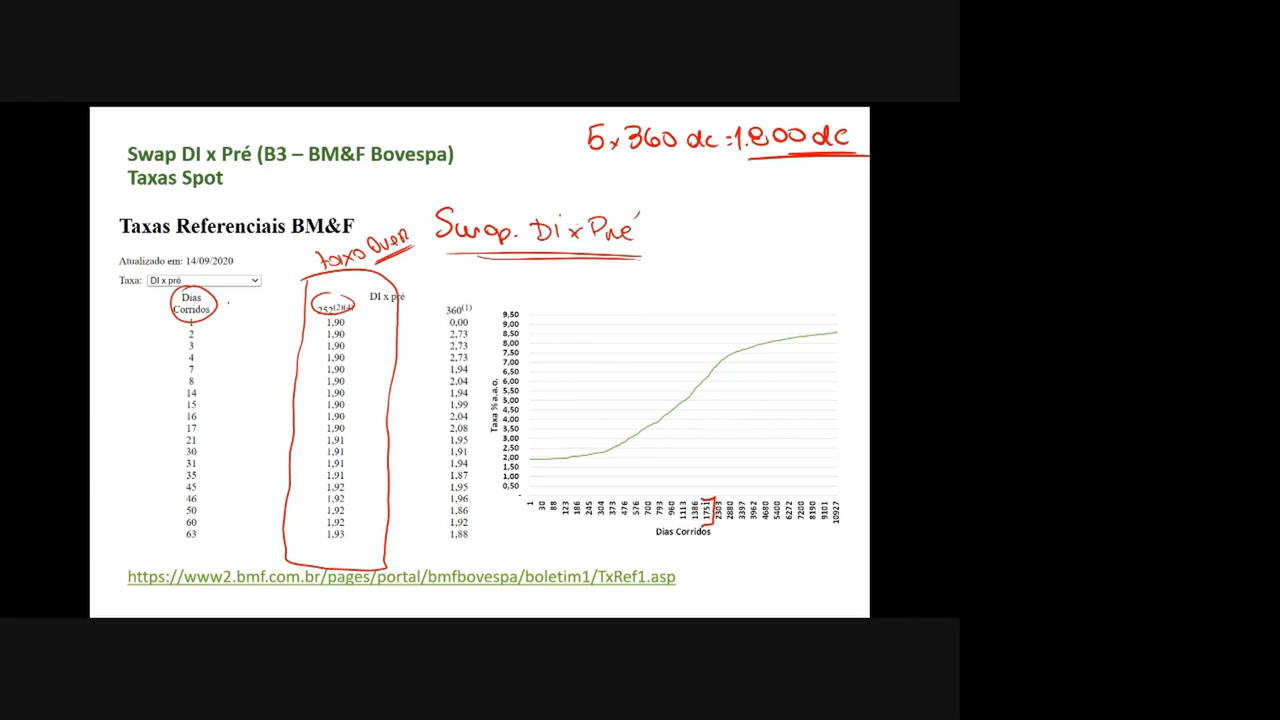 5 x 360 dc = 1.800 dc
Swap DI x Pré (B3 – BM&F Bovespa)
Taxas Spot
Taxas Referenciais BM&F
Swap. DI x Pré
taxa Over
Atualizado em: 14/09/2020
Taxa: DI x pré
Dias Corridos DI x pré
252(2)(4) 360(1)
1 1,90 0,00
2 1,90 2,73
3 1,90 2,73
4 1,90 2,73
7 1,90 1,94
8 1,90 2,04
14 1,90 1,94
15 1,90 1,99
16 1,90 2,04
17 1,90 2,08
21 1,91 1,95
30 1,91 1,91
31 1,91 1,94
35 1,91 1,87
45 1,92 1,95
46 1,92 1,96
50 1,92 1,86
60 1,92 1,92
63 1,93 1,88
9,50
9,00
8,50
8,00
7,50
7,00
6,50
6,00
5,50
5,00
4,50
4,00
3,50
3,00
2,50
2,00
1,50
1,00
0,50
Taxa % a.a.o.
1 30 88 123 186 245 304 373 476 576 700 793 960 1113 1386 1751 2303 2880 3397 3962 4680 5405 6272 7200 8190 9101 10927
Dias Corridos
https://www2.bmf.com.br/pages/portal/bmfbovespa/boletim1/TxRef1.asp